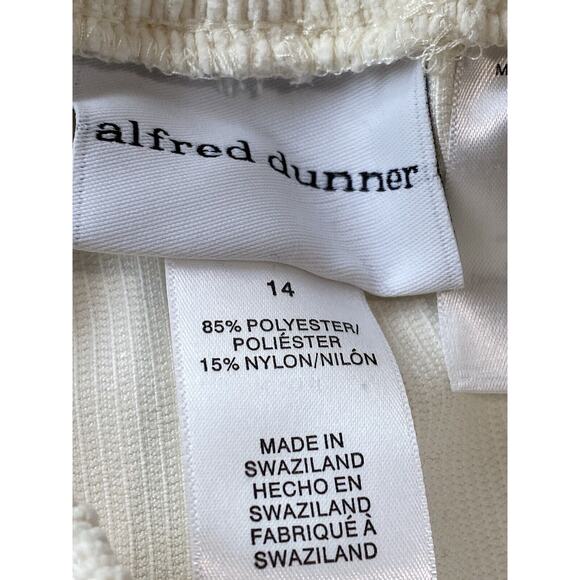 alfred dunner
M
14
85% POLYESTER/
POLIÉSTER
15% NYLON/NILÓN
MADE IN
SWAZILAND
HECHO EN
SWAZILAND
FABRIQUÉ À
SWAZILAND